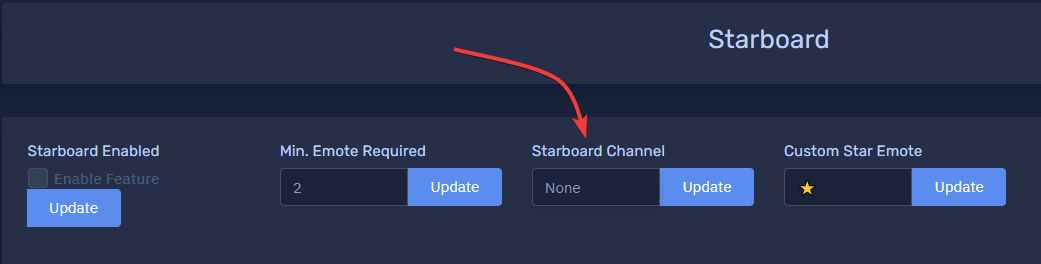 Starboard
Starboard Enabled
Enable Feature
Update
Min. Emote Required
2 Update
Starboard Channel
None Update
Custom Star Emote
⭐ Update